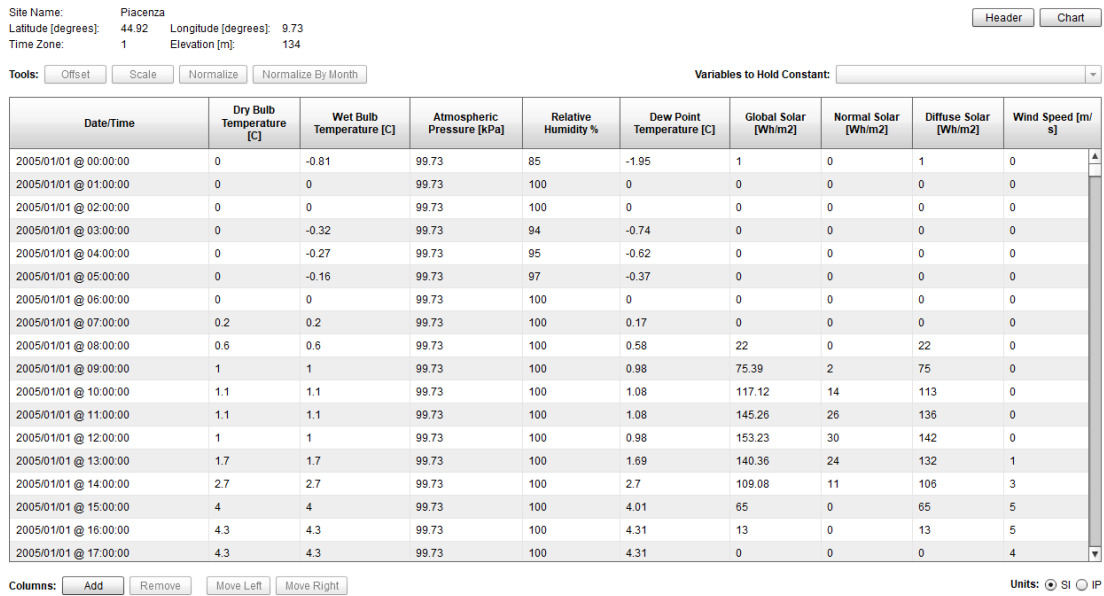 Site Name: Piacenza
Header Chart
Latitude [degrees]: 44.92 Longitude [degrees]: 9.73
Time Zone: 1 Elevation [m]: 134
Tools: Offset Scale Normalize Normalize By Month Variables to Hold Constant:
Date/Time Dry Bulb Temperature [C] Wet Bulb Temperature [C] Atmospheric Pressure [kPa] Relative Humidity % Dew Point Temperature [C] Global Solar [Wh/m2] Normal Solar [Wh/m2] Diffuse Solar [Wh/m2] Wind Speed [m/s]
2005/01/01 @ 00:00:00 0 -0.81 99.73 85 -1.95 1 0 1 0
2005/01/01 @ 01:00:00 0 0 99.73 100 0 0 0 0 0
2005/01/01 @ 02:00:00 0 0 99.73 100 0 0 0 0 0
2005/01/01 @ 03:00:00 0 -0.32 99.73 94 -0.74 0 0 0 0
2005/01/01 @ 04:00:00 0 -0.27 99.73 95 -0.62 0 0 0 0
2005/01/01 @ 05:00:00 0 -0.16 99.73 97 -0.37 0 0 0 0
2005/01/01 @ 06:00:00 0 0 99.73 100 0 0 0 0 0
2005/01/01 @ 07:00:00 0.2 0.2 99.73 100 0.17 0 0 0 0
2005/01/01 @ 08:00:00 0.6 0.6 99.73 100 0.58 22 0 22 0
2005/01/01 @ 09:00:00 1 1 99.73 100 0.98 75.39 2 75 0
2005/01/01 @ 10:00:00 1.1 1.1 99.73 100 1.08 117.12 14 113 0
2005/01/01 @ 11:00:00 1.1 1.1 99.73 100 1.08 145.26 26 136 0
2005/01/01 @ 12:00:00 1 1 99.73 100 0.98 153.23 30 142 0
2005/01/01 @ 13:00:00 1.7 1.7 99.73 100 1.69 140.36 24 132 1
2005/01/01 @ 14:00:00 2.7 2.7 99.73 100 2.7 109.08 11 106 3
2005/01/01 @ 15:00:00 4 4 99.73 100 4.01 65 0 65 5
2005/01/01 @ 16:00:00 4.3 4.3 99.73 100 4.31 13 0 13 5
2005/01/01 @ 17:00:00 4.3 4.3 99.73 100 4.31 0 0 0 4
Columns: Add Remove Move Left Move Right Units: SI IP